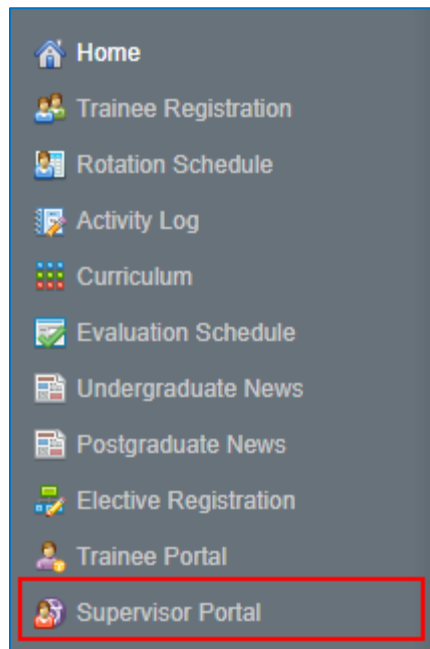 Home
Trainee Registration
Rotation Schedule
Activity Log
Curriculum
Evaluation Schedule
Undergraduate News
Postgraduate News
Elective Registration
Trainee Portal
Supervisor Portal